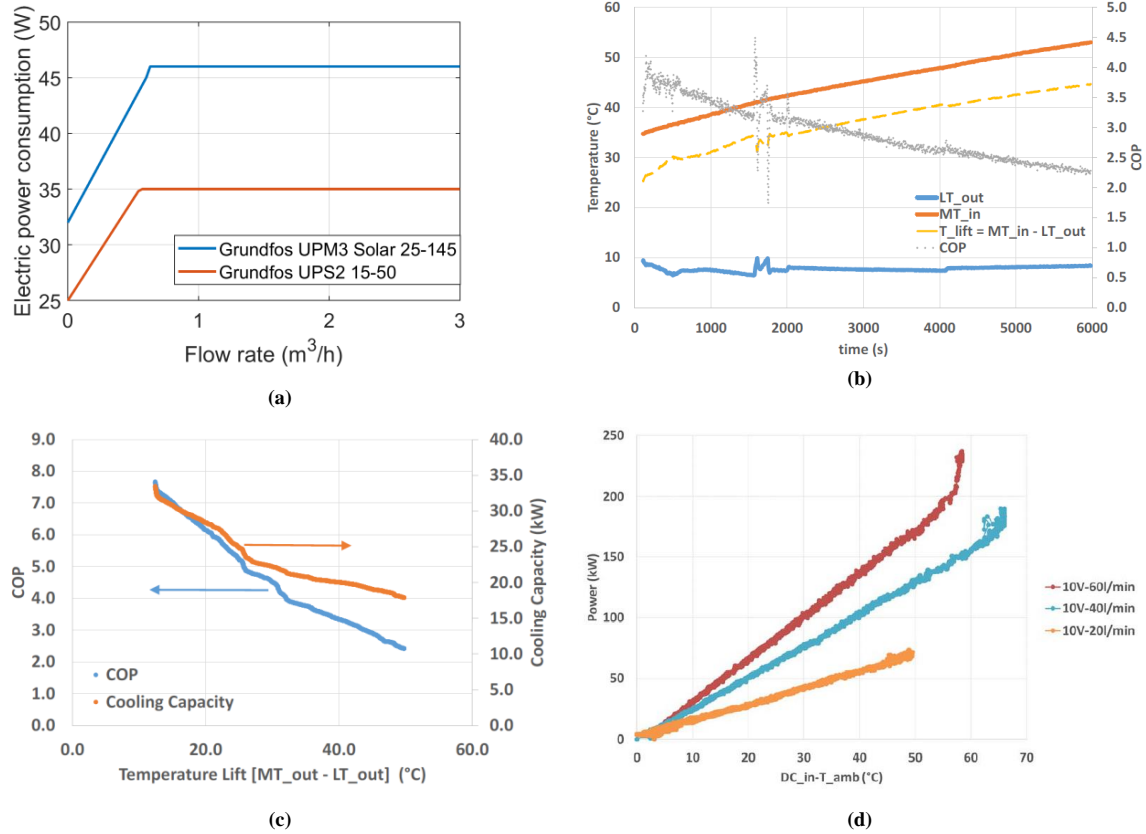 50
45
40
35
30
25
Electric power consumption (W)
Grundfos UPM3 Solar 25-145
Grundfos UPS2 15-50
0
1
2
3
Flow rate (m³/h)
(a)
60
50
40
30
20
10
0
Temperature (°C)
5.0
4.5
4.0
3.5
3.0
2.5
2.0
1.5
1.0
0.5
0.0
COP
LT_out
MT_in
T_lift = MT_in - LT_out
COP
0
1000
2000
3000
4000
5000
6000
time (s)
(b)
9.0
8.0
7.0
6.0
5.0
4.0
3.0
2.0
1.0
0.0
COP
40.0
35.0
30.0
25.0
20.0
15.0
10.0
5.0
0.0
Cooling Capacity (kW)
COP
Cooling Capacity
0.0
20.0
40.0
60.0
Temperature Lift [MT_out - LT_out] (°C)
(c)
250
200
150
100
50
0
Power (kW)
10V-60l/min
10V-40l/min
10V-20l/min
0
10
20
30
40
50
60
70
DC_in-T_amb (°C)
(d)